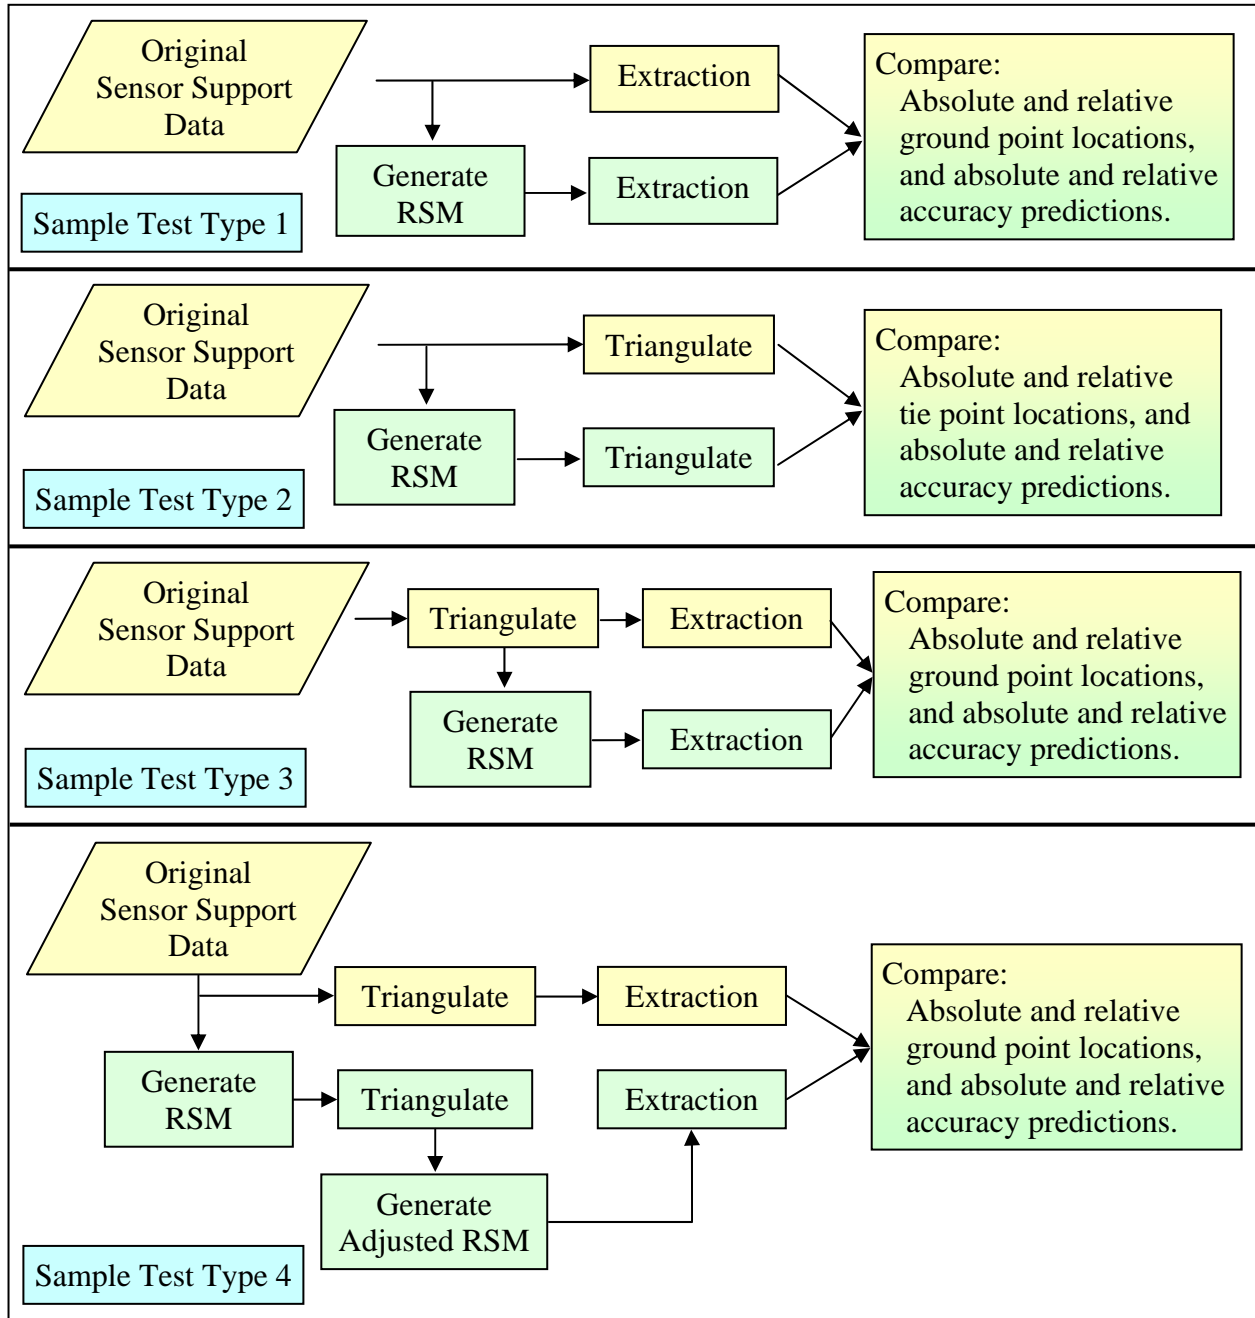 Original
Sensor Support
Data
Extraction
Generate
RSM
Extraction
Compare:
Absolute and relative
ground point locations,
and absolute and relative
accuracy predictions.
Sample Test Type 1
Original
Sensor Support
Data
Triangulate
Generate
RSM
Triangulate
Compare:
Absolute and relative
tie point locations, and
absolute and relative
accuracy predictions.
Sample Test Type 2
Original
Sensor Support
Data
Triangulate
Extraction
Generate
RSM
Extraction
Compare:
Absolute and relative
ground point locations,
and absolute and relative
accuracy predictions.
Sample Test Type 3
Original
Sensor Support
Data
Triangulate
Extraction
Generate
RSM
Triangulate
Extraction
Generate
Adjusted RSM
Compare:
Absolute and relative
ground point locations,
and absolute and relative
accuracy predictions.
Sample Test Type 4